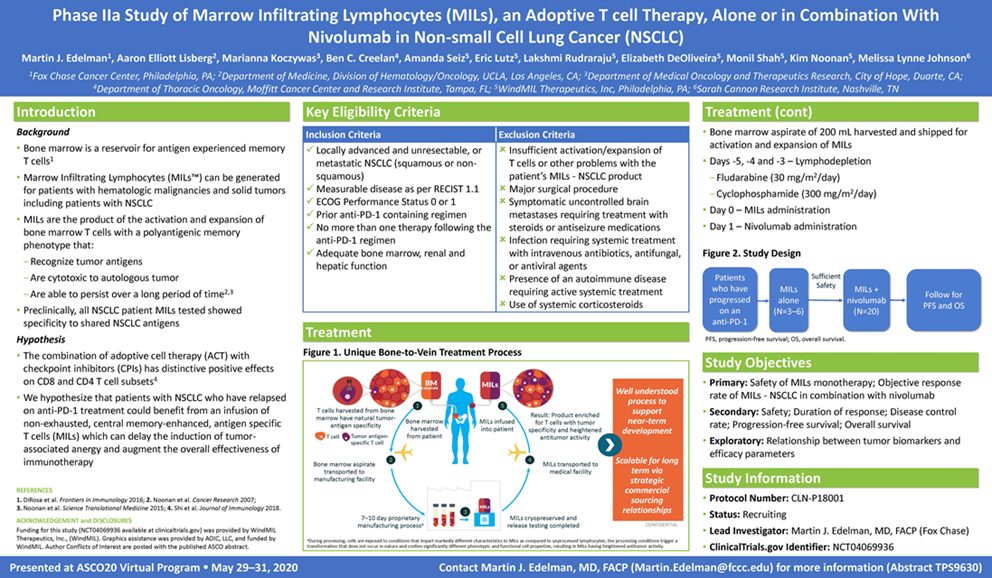 Phase IIa Study of Marrow Infiltrating Lymphocytes (MILs), an Adoptive T cell Therapy, Alone or in Combination With
Nivolumab in Non-small Cell Lung Cancer (NSCLC)
Martin J. Edelman¹, Aaron Elliott Lisberg², Marianna Koczywas³, Ben C. Creelan⁴, Amanda Seiz⁵, Eric Lutz⁵, Lakshmi Rudraraju⁵, Elizabeth DeOliveira⁵, Monil Shah⁵, Kim Noonan⁵, Melissa Lynne Johnson⁶
¹Fox Chase Cancer Center, Philadelphia, PA; ²Department of Medicine, Division of Hematology/Oncology, UCLA, Los Angeles, CA; ³Department of Medical Oncology and Therapeutics Research, City of Hope, Duarte, CA;
⁴Department of Thoracic Oncology, Moffitt Cancer Center and Research Institute, Tampa, FL; ⁵WindMIL Therapeutics, Inc, Philadelphia, PA; ⁶Sarah Cannon Research Institute, Nashville, TN
Introduction
Background
• Bone marrow is a reservoir for antigen experienced memory
T cells¹
• Marrow Infiltrating Lymphocytes (MILs™) can be generated
for patients with hematologic malignancies and solid tumors
including patients with NSCLC
• MILs are the product of the activation and expansion of
bone marrow T cells with a polyantigenic memory
phenotype that:
– Recognize tumor antigens
– Are cytotoxic to autologous tumor
– Are able to persist over a long period of time²,³
• Preclinically, all NSCLC patient MILs tested showed
specificity to shared NSCLC antigens
Hypothesis
• The combination of adoptive cell therapy (ACT) with
checkpoint inhibitors (CPIs) has distinctive positive effects
on CD8 and CD4 T cell subsets⁴
• We hypothesize that patients with NSCLC who have relapsed
on anti-PD-1 treatment could benefit from an infusion of
non-exhausted, central memory-enhanced, antigen specific
T cells (MILs) which can delay the induction of tumor-
associated anergy and augment the overall effectiveness of
immunotherapy
REFERENCES
1. DiRosa et al. Frontiers in Immunology 2016; 2. Noonan et al. Cancer Research 2007;
3. Noonan et al. Science Translational Medicine 2015; 4. Shi et al. Journal of Immunology 2018.
ACKNOWLEDGEMENT and DISCLOSURES
Funding for this study (NCT04069936 available at clinicaltrials.gov) was provided by WindMIL
Therapeutics, Inc., (WindMIL). Graphics assistance was provided by AOIC, LLC, and funded by
WindMIL. Author Conflicts of Interest are posted with the published ASCO abstract.
Key Eligibility Criteria
Inclusion Criteria
✓ Locally advanced and unresectable, or
metastatic NSCLC (squamous or non-
squamous)
✓ Measurable disease as per RECIST 1.1
✓ ECOG Performance Status 0 or 1
✓ Prior anti-PD-1 containing regimen
✓ No more than one therapy following the
anti-PD-1 regimen
✓ Adequate bone marrow, renal and
hepatic function
Exclusion Criteria
× Insufficient activation/expansion of
T cells or other problems with the
patient's MILs - NSCLC product
× Major surgical procedure
× Symptomatic uncontrolled brain
metastases requiring treatment with
steroids or antiseizure medications
× Infection requiring systemic treatment
with intravenous antibiotics, antifungal,
or antiviral agents
× Presence of an autoimmune disease
requiring active systemic treatment
× Use of systemic corticosteroids
Treatment
Figure 1. Unique Bone-to-Vein Treatment Process
BM
MILs
T cells harvested from bone
marrow have natural tumor-
antigen specificity
T cell
Tumor antigen-
specific T cell
1
Bone marrow
harvested
from patient
5
MILs infused
into patient
Result: Product enriched
for T cells with tumor
specificity and heightened
antitumor activity
2
Bone marrow aspirate
transported to
manufacturing facility
4
MILs transported to
medical facility
3
MILs
7–10 day proprietary
manufacturing process*
MILs cryopreserved and
release testing completed
Well understood
process to
support
near-term
development
Scalable for long
term via
strategic
commercial
sourcing
relationships
CONFIDENTIAL
*During processing, cells are exposed to conditions that impart markedly different characteristics to MILs as compared to unprocessed lymphocytes; the processing conditions trigger a
transformation that does not occur in nature and confers significantly different phenotypic and functional cell properties, resulting in MILs having heightened antitumor activity.
Treatment (cont)
• Bone marrow aspirate of 200 mL harvested and shipped for
activation and expansion of MILs
• Days -5, -4 and -3 – Lymphodepletion
– Fludarabine (30 mg/m²/day)
– Cyclophosphamide (300 mg/m²/day)
• Day 0 – MILs administration
• Day 1 – Nivolumab administration
Figure 2. Study Design
Patients
who have
progressed
on an
anti-PD-1
MILs
alone
(N=3–6)
Sufficient
Safety
MILs +
nivolumab
(N=20)
Follow for
PFS and OS
PFS, progression-free survival; OS, overall survival.
Study Objectives
• Primary: Safety of MILs monotherapy; Objective response
rate of MILs - NSCLC in combination with nivolumab
• Secondary: Safety; Duration of response; Disease control
rate; Progression-free survival; Overall survival
• Exploratory: Relationship between tumor biomarkers and
efficacy parameters
Study Information
• Protocol Number: CLN-P18001
• Status: Recruiting
• Lead Investigator: Martin J. Edelman, MD, FACP (Fox Chase)
• ClinicalTrials.gov Identifier: NCT04069936
Presented at ASCO20 Virtual Program • May 29–31, 2020
Contact Martin J. Edelman, MD, FACP (Martin.Edelman@fccc.edu) for more information (Abstract TPS9630)